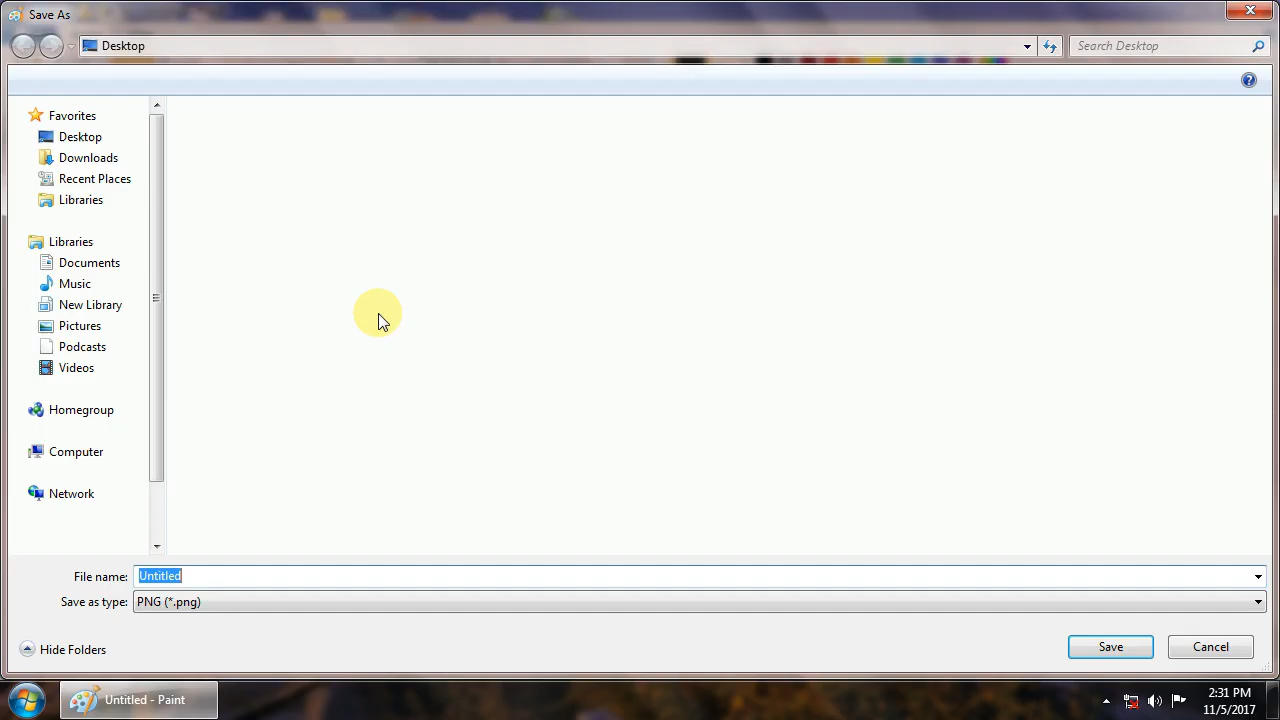 Save As
Desktop
Search Desktop
Favorites
Desktop
Downloads
Recent Places
Libraries
Libraries
Documents
Music
New Library
Pictures
Podcasts
Videos
Homegroup
Computer
Network
File name: Untitled
Save as type: PNG (*.png)
Hide Folders
Save
Cancel
Untitled - Paint
2:31 PM
11/5/2017